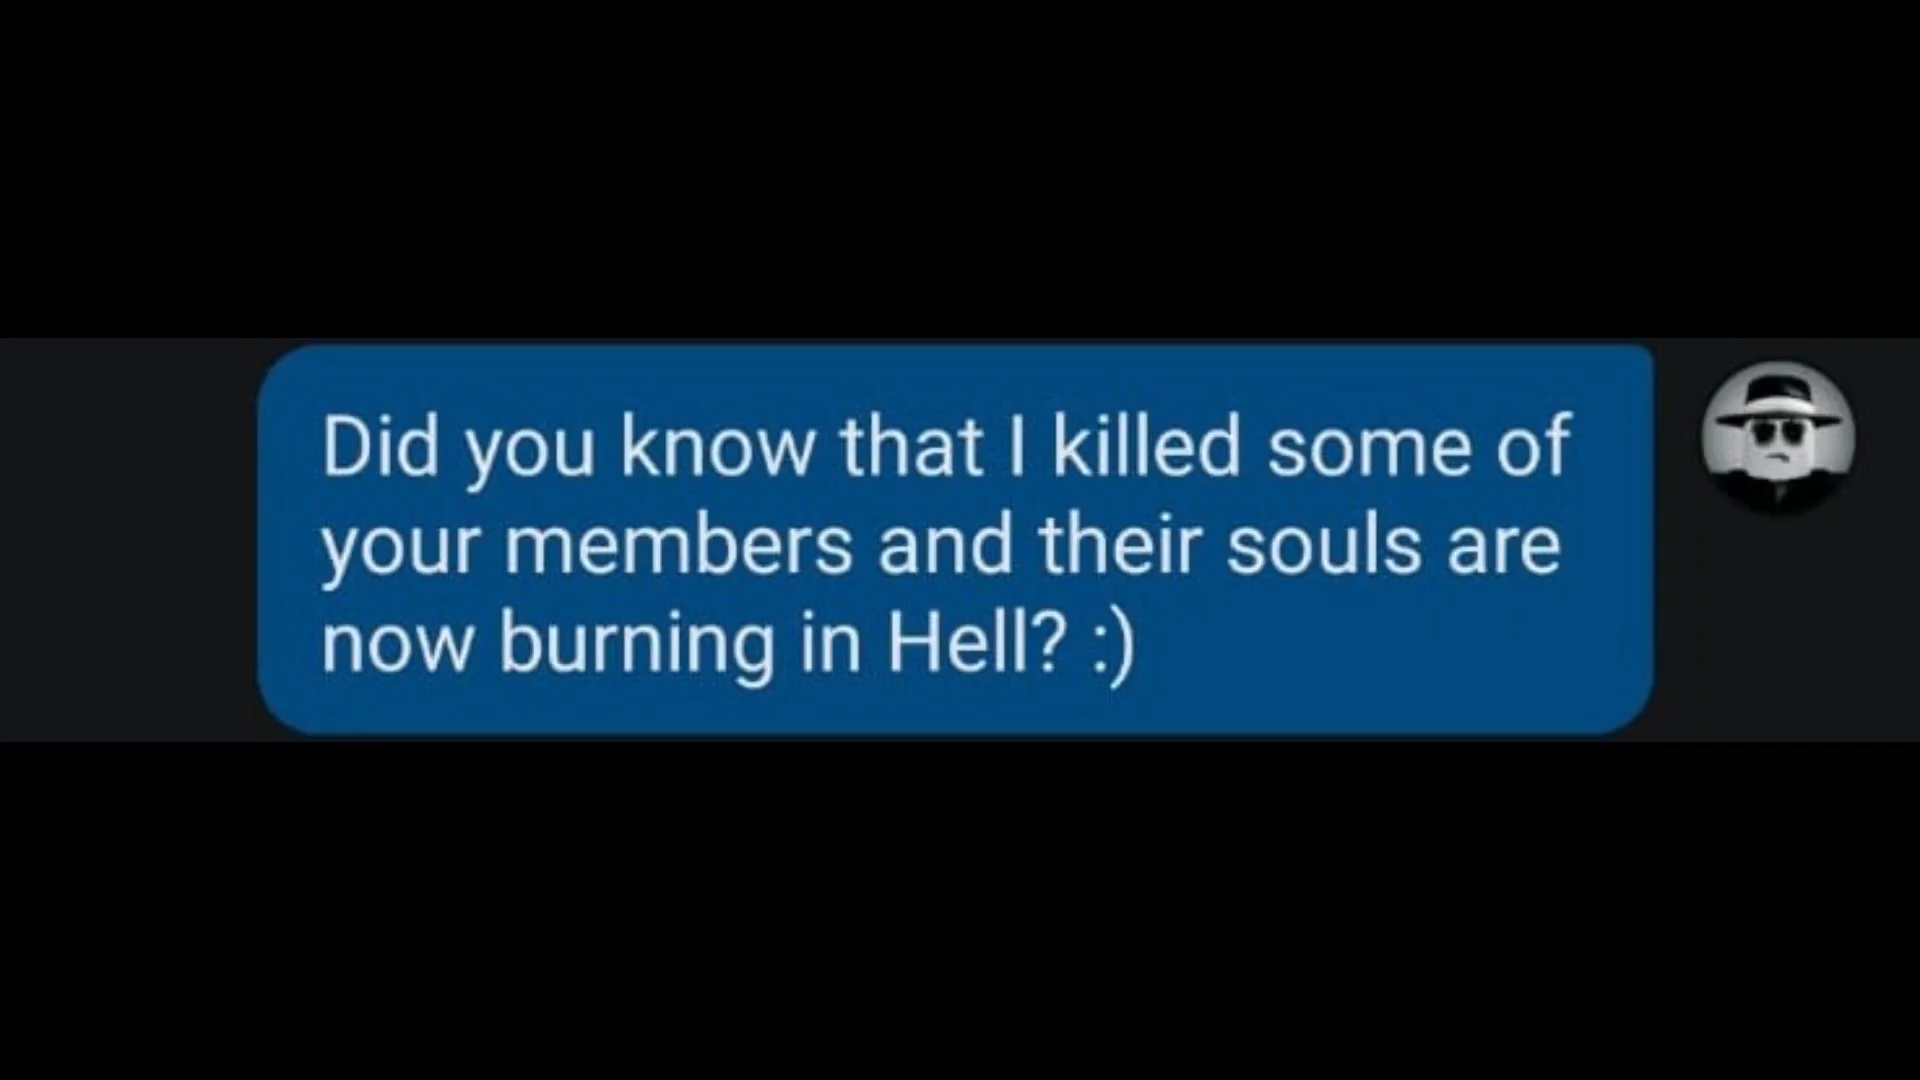 Did you know that I killed some of
your members and their souls are
now burning in Hell? :)